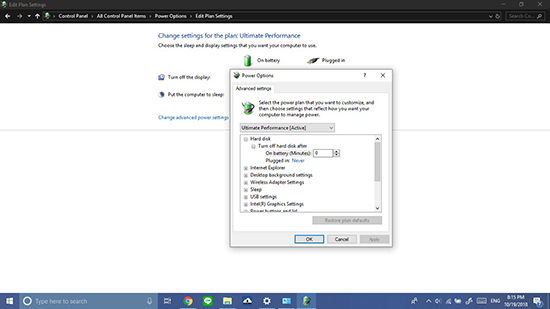 Edit Plan Settings
Control Panel > All Control Panel Items > Power Options > Edit Plan Settings
Search Co...
Change settings for the plan: Ultimate Performance
Choose the sleep and display settings that you want your computer to use.
On battery
Plugged in
Turn off the display:
Put the computer to sleep:
Change advanced power settings
Power Options
?
Advanced settings
Select the power plan that you want to customize, and
then choose settings that reflect how you want your
computer to manage power.
Ultimate Performance [Active]
Hard disk
Turn off hard disk after
On battery (Minutes): 0
Plugged in: Never
Internet Explorer
Desktop background settings
Wireless Adapter Settings
Sleep
USB settings
Intel(R) Graphics Settings
Power buttons and lid
Restore plan defaults
OK
Cancel
Apply
Type here to search
ENG
8:15 PM
10/19/2018